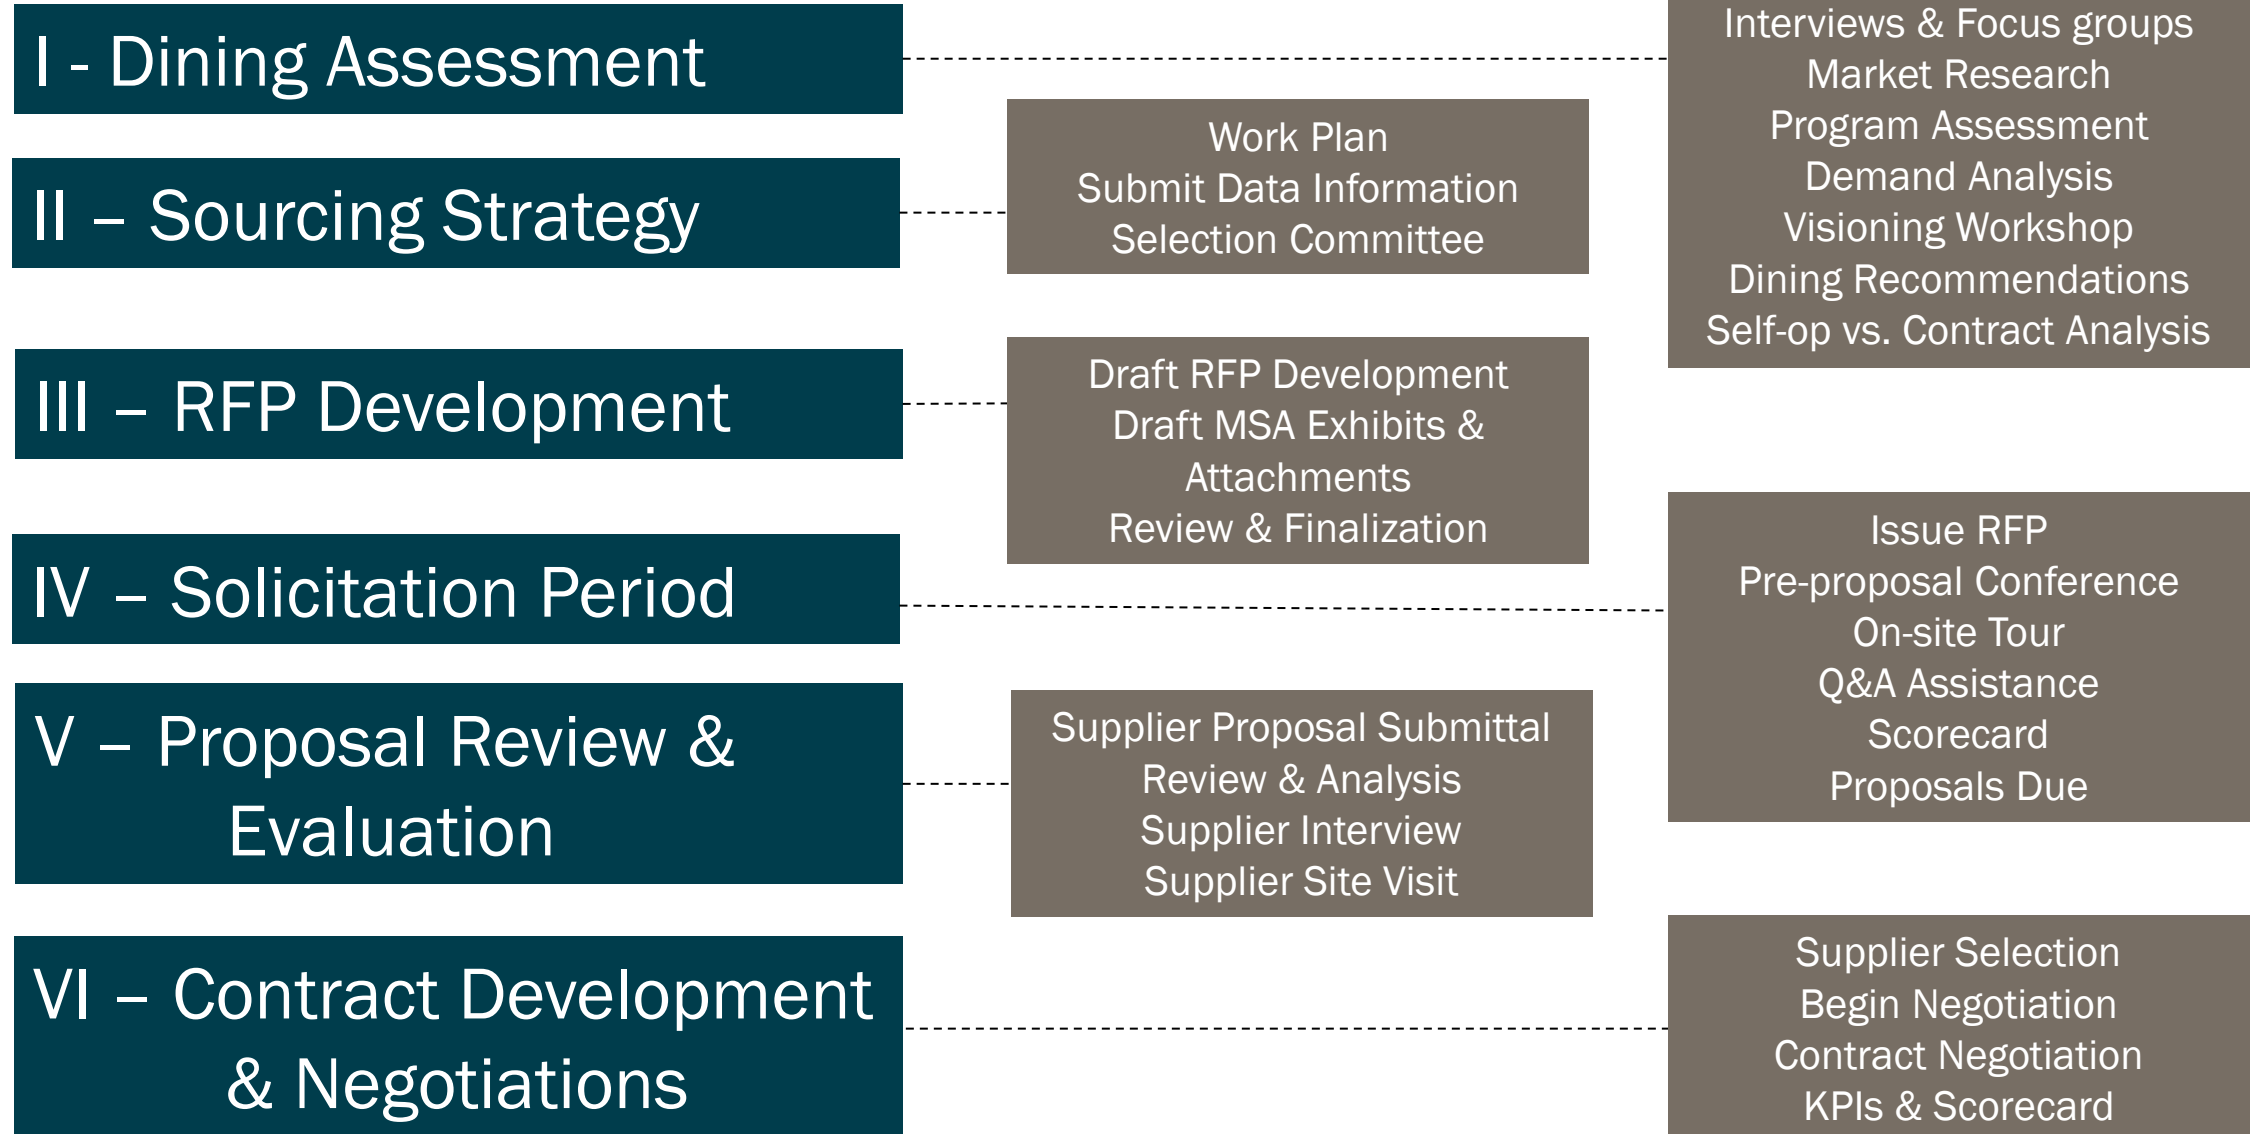 I - Dining Assessment
Interviews & Focus groups
Market Research
Program Assessment
Demand Analysis
Visioning Workshop
Dining Recommendations
Self-op vs. Contract Analysis
II – Sourcing Strategy
Work Plan
Submit Data Information
Selection Committee
III – RFP Development
Draft RFP Development
Draft MSA Exhibits &
Attachments
Review & Finalization
IV – Solicitation Period
Issue RFP
Pre-proposal Conference
On-site Tour
Q&A Assistance
Scorecard
Proposals Due
V – Proposal Review &
Evaluation
Supplier Proposal Submittal
Review & Analysis
Supplier Interview
Supplier Site Visit
VI – Contract Development
& Negotiations
Supplier Selection
Begin Negotiation
Contract Negotiation
KPIs & Scorecard